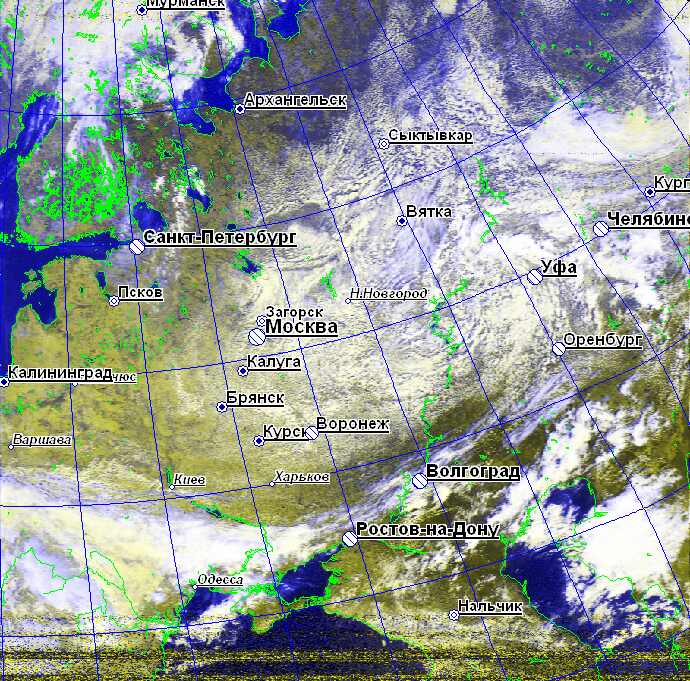 Мурманск
Архангельск
Сыктывкар
Кург
Вятка
Челябинс
Санкт-Петербург
Уфа
Псков
Н.Новгород
Загорск
Москва
Оренбург
Калуга
Калининград
Брянск
Курск
Воронеж
Варшава
Волгоград
Киев
Харьков
Ростов-на-Дону
Одесса
Нальчик